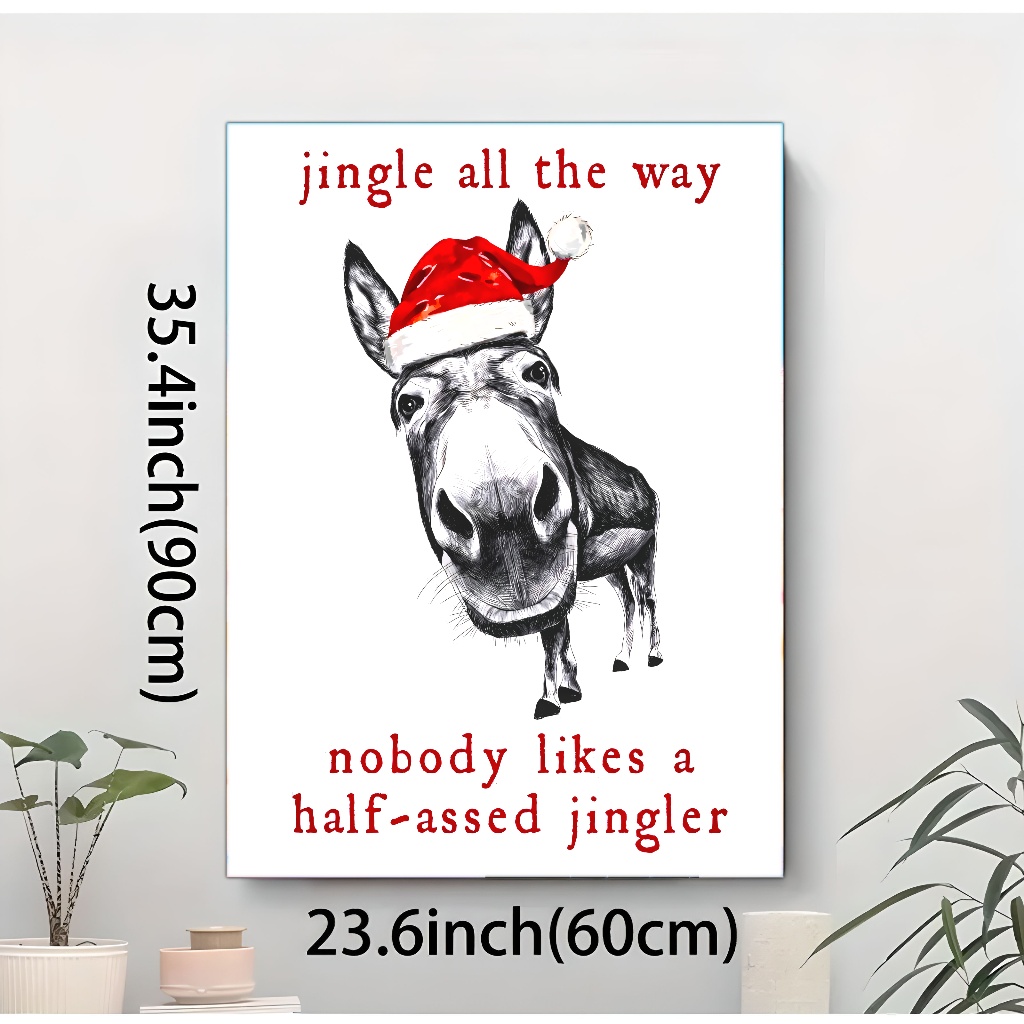 jingle all the way
35.4inch(90cm)
nobody likes a
half-assed jingler
23.6inch(60cm)